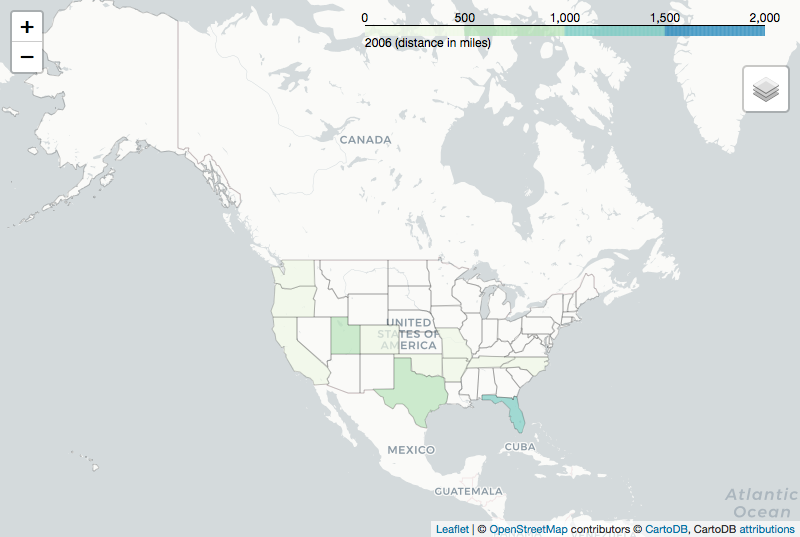 +
−
0 500 1,000 1,500 2,000
2006 (distance in miles)
CANADA
UNITED
STATES OF
AMERICA
MEXICO
CUBA
GUATEMALA
Atlantic
Ocean
Leaflet | © OpenStreetMap contributors © CartoDB, CartoDB attributions